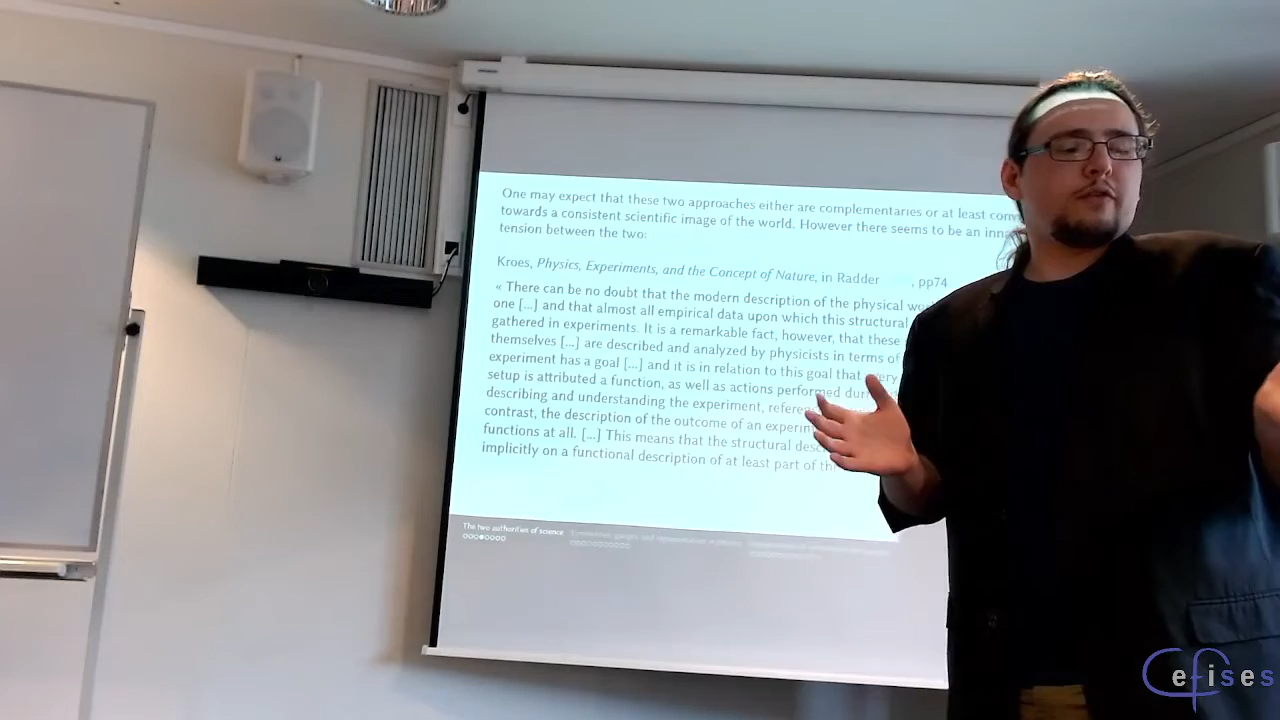 One may expect that these two approaches either are complementaries or at least
towards a consistent scientific image of the world. However there seems to be an
tension between the two:
Kroes, Physics, Experiments, and the Concept of Nature, in Radder , pp74
« There can be no doubt that the modern description of the physical
one [...] and that almost all empirical data upon which this structural
gathered in experiments. It is a remarkable fact, however, that these
themselves [...] are described and analyzed by physicists in terms of
experiment has a goal [...] and it is in relation to this goal that every
setup is attributed a function, as well as actions performed
describing and understanding the experiment,
contrast, the description of the outcome of an
functions at all. [...] This means that the structural
implicitly on a functional description of at least part of
The two authorities of science
efises